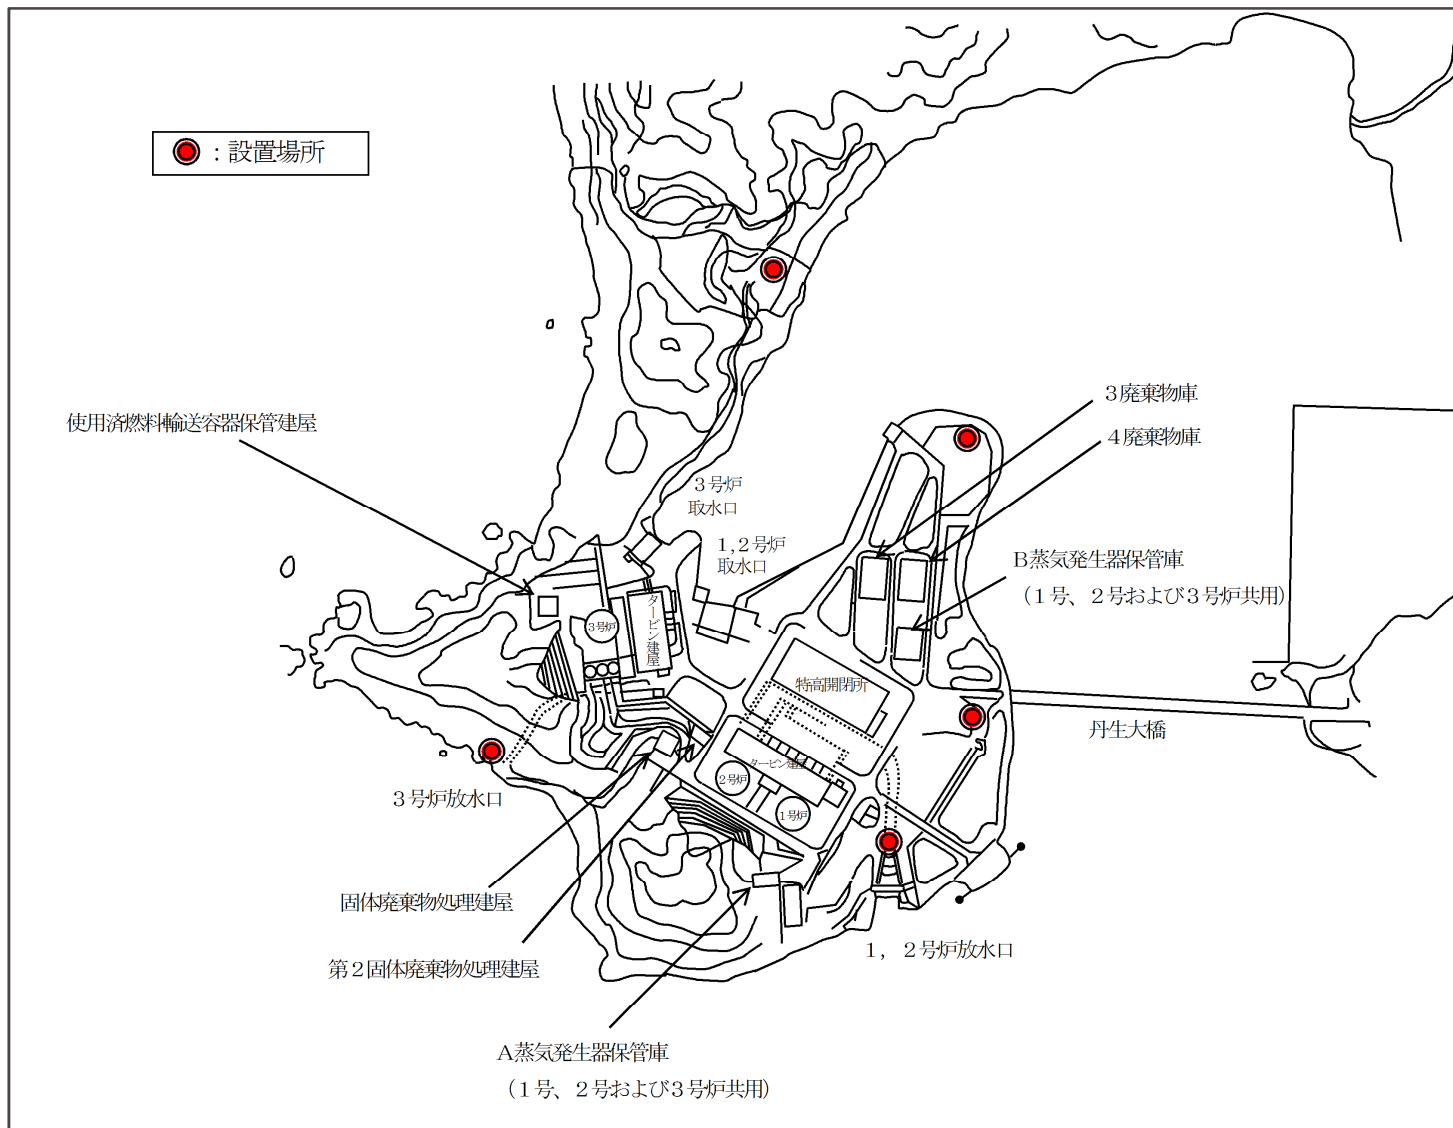 ：設置場所
３廃棄物庫
使用済燃料輸送容器保管建屋
４廃棄物庫
３号炉
取水口
１,２号炉
取水口
Ｂ蒸気発生器保管庫
（１号、２号および３号炉共用）
３号炉
タービン建屋
特高開閉所
丹生大橋
タービン建屋
２号炉
１号炉
３号炉放水口
固体廃棄物処理建屋
１，２号炉放水口
第２固体廃棄物処理建屋
Ａ蒸気発生器保管庫
（１号、２号および３号炉共用）